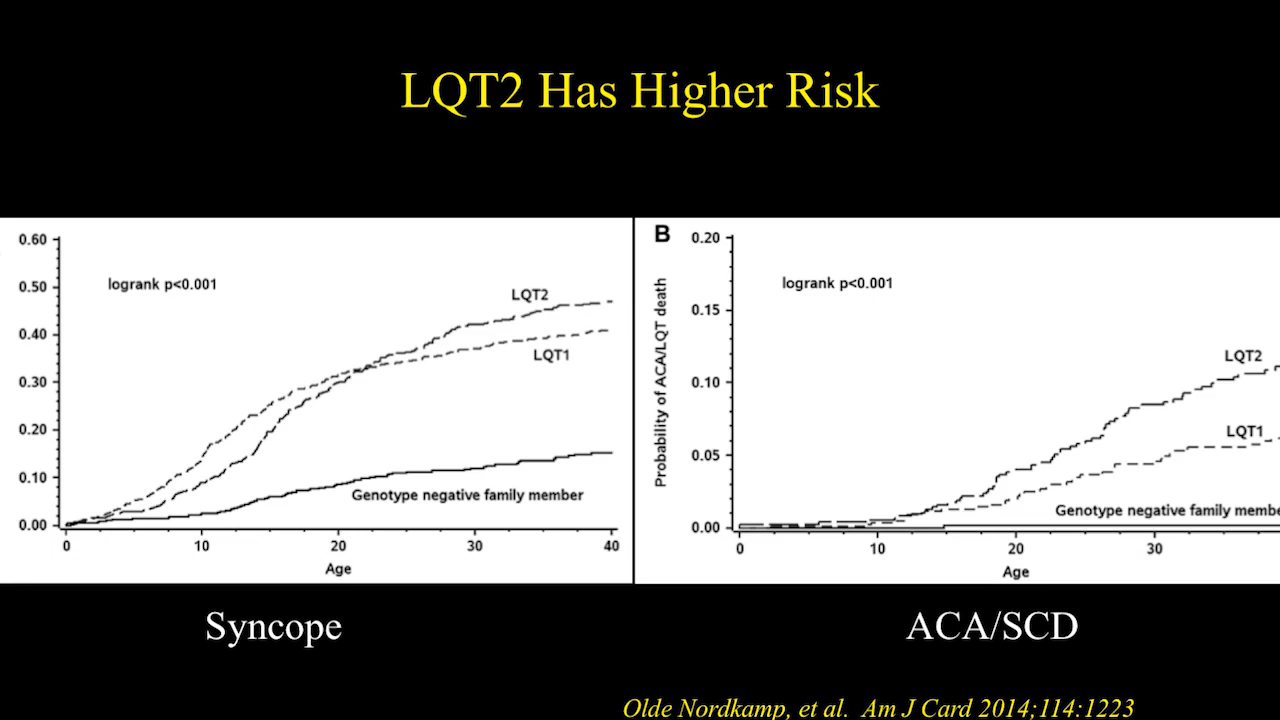 LQT2 Has Higher Risk
0.60
0.50
0.40
0.30
0.20
0.10
0.00
logrank p<0.001
LQT2
LQT1
Genotype negative family member
0 10 20 30 40
Age
Syncope
B
Probability of ACA/LQT death
0.20
0.15
0.10
0.05
0.00
logrank p<0.001
LQT2
LQT1
Genotype negative family membe
0 10 20 30
Age
ACA/SCD
Olde Nordkamp, et al. Am J Card 2014;114:1223